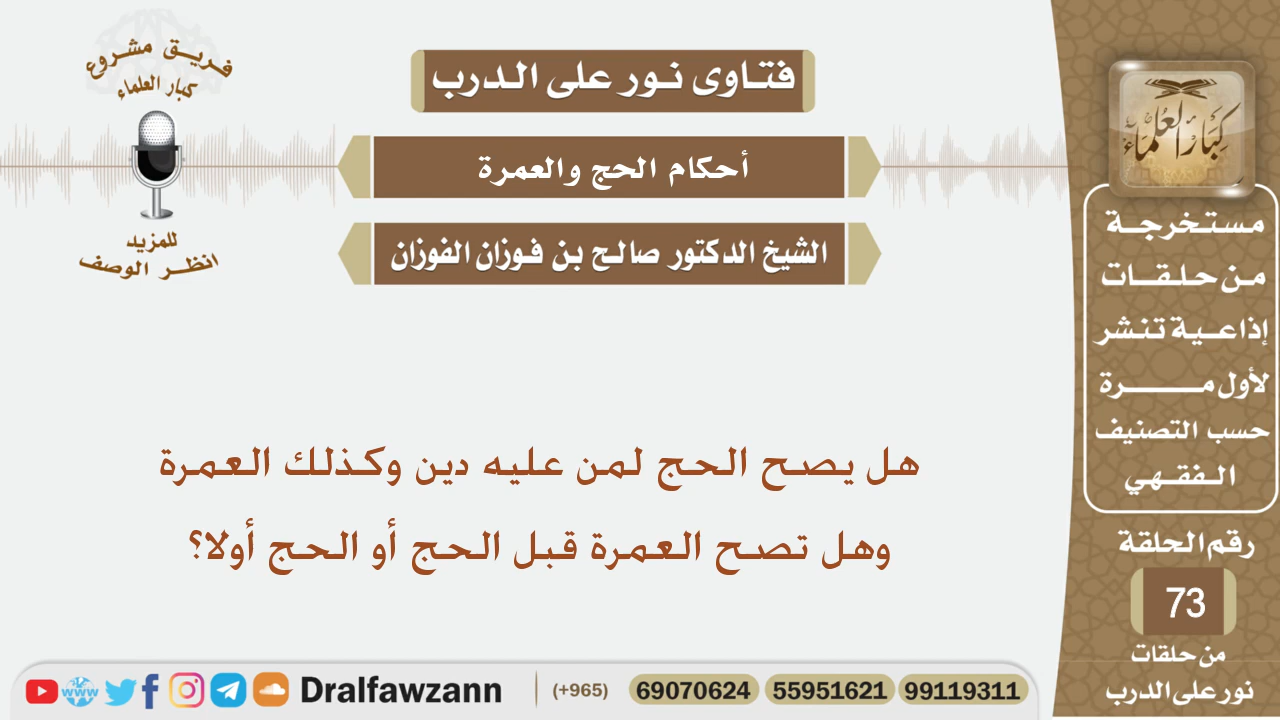 فريق مشروع
كبار العلماء
للمزيد
انظر الوصف
فتاوى نور على الدرب
أحكام الحج والعمرة
الشيخ الدكتور صالح بن فوزان الفوزان
هل يصح الحج لمن عليه دين وكذلك العمرة
وهل تصح العمرة قبل الحج أو الحج أولا؟
كبار العلماء
مستخرجة
من حلقات
إذاعية تنشر
لأول مرة
حسب التصنيف
الفقهي
رقم الحلقة
73
من حلقات
نور على الدرب
www Dralfawzann (+965) 69070624 55951621 99119311